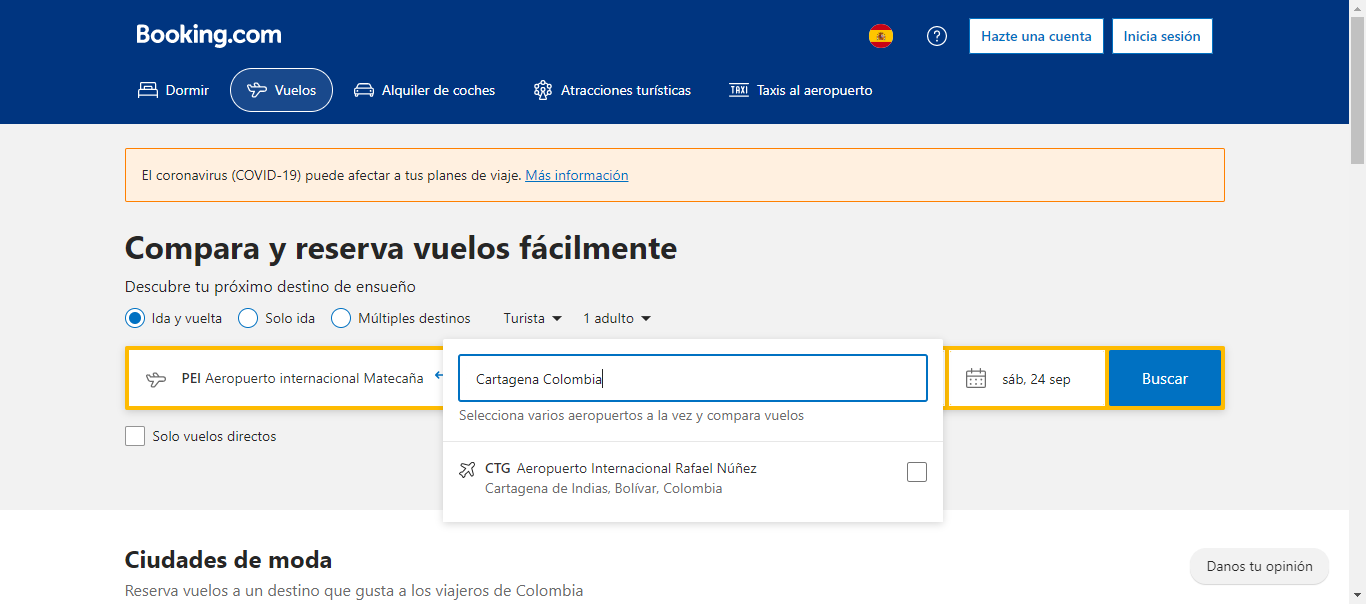 Booking.com
Hazte una cuenta
Inicia sesión
Dormir
Vuelos
Alquiler de coches
Atracciones turísticas
TAXI
Taxis al aeropuerto
El coronavirus (COVID-19) puede afectar a tus planes de viaje. Más información
Compara y reserva vuelos fácilmente
Descubre tu próximo destino de ensueño
Ida y vuelta
Solo ida
Múltiples destinos
Turista
1 adulto
PEI Aeropuerto internacional Matecaña
Cartagena Colombia
sáb, 24 sep
Buscar
Selecciona varios aeropuertos a la vez y compara vuelos
Solo vuelos directos
CTG Aeropuerto Internacional Rafael Núñez
Cartagena de Indias, Bolívar, Colombia
Ciudades de moda
Reserva vuelos a un destino que gusta a los viajeros de Colombia
Danos tu opinión